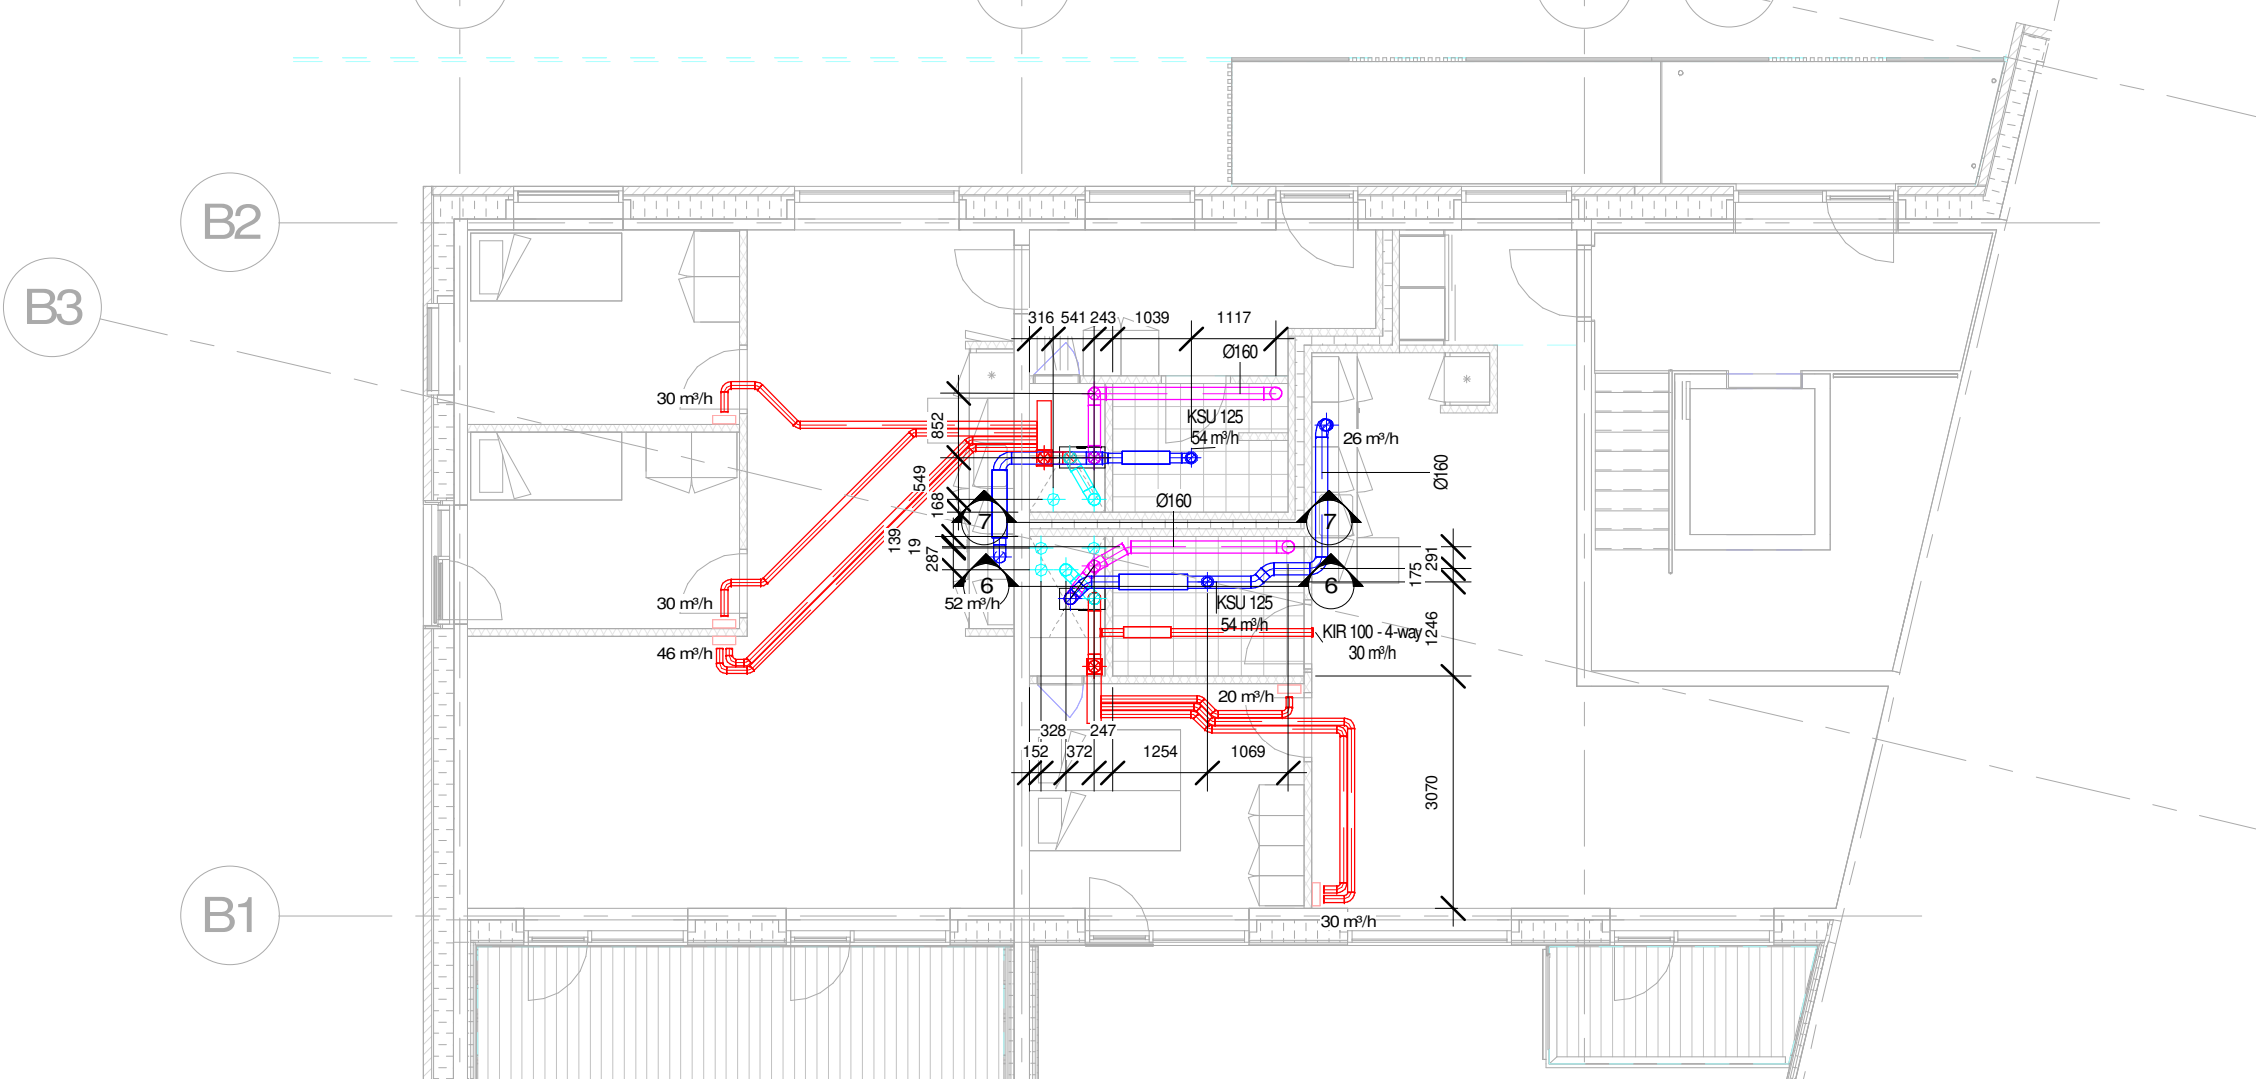 B2
B3
316 541 243 1039 1117
Ø160
30 m³/h
KSU 125
54 m³/h
852
26 m³/h
549
168
Ø160
Ø160
7
7
139
19
287
291
175
6
6
30 m³/h
52 m³/h
KSU 125
54 m³/h
KIR 100 - 4-way
30 m³/h
1246
46 m³/h
20 m³/h
328 247
152 372 1254 1069
3070
B1
30 m³/h